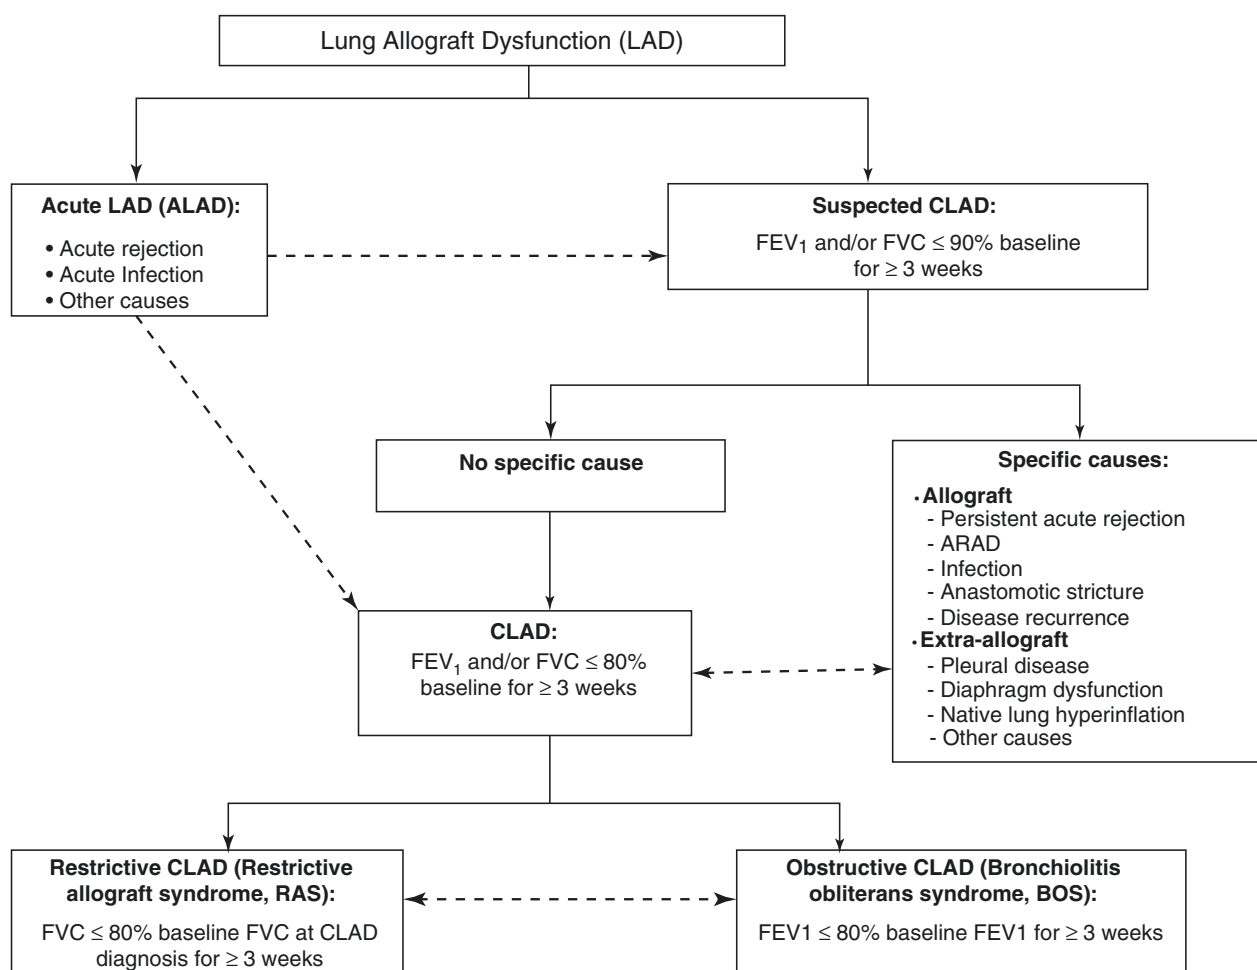 Lung Allograft Dysfunction (LAD)
Acute LAD (ALAD):
• Acute rejection
• Acute Infection
• Other causes
Suspected CLAD:
FEV₁ and/or FVC ≤ 90% baseline
for ≥ 3 weeks
No specific cause
Specific causes:
· Allograft
- Persistent acute rejection
- ARAD
- Infection
- Anastomotic stricture
- Disease recurrence
· Extra-allograft
- Pleural disease
- Diaphragm dysfunction
- Native lung hyperinflation
- Other causes
CLAD:
FEV₁ and/or FVC ≤ 80%
baseline for ≥ 3 weeks
Restrictive CLAD (Restrictive
allograft syndrome, RAS):
FVC ≤ 80% baseline FVC at CLAD
diagnosis for ≥ 3 weeks
Obstructive CLAD (Bronchiolitis
obliterans syndrome, BOS):
FEV1 ≤ 80% baseline FEV1 for ≥ 3 weeks